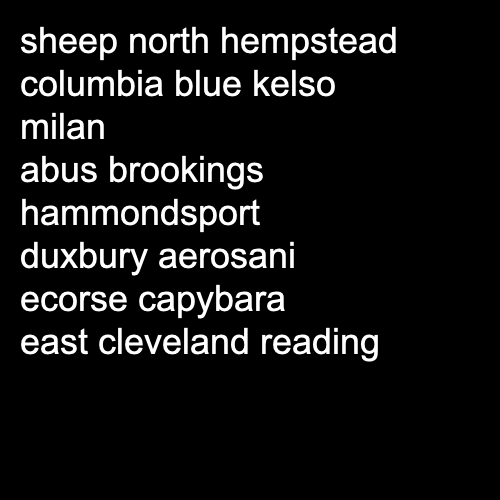 sheep north hempstead
columbia blue kelso
milan
abus brookings
hammondsport
duxbury aerosani
ecorse capybara
east cleveland reading